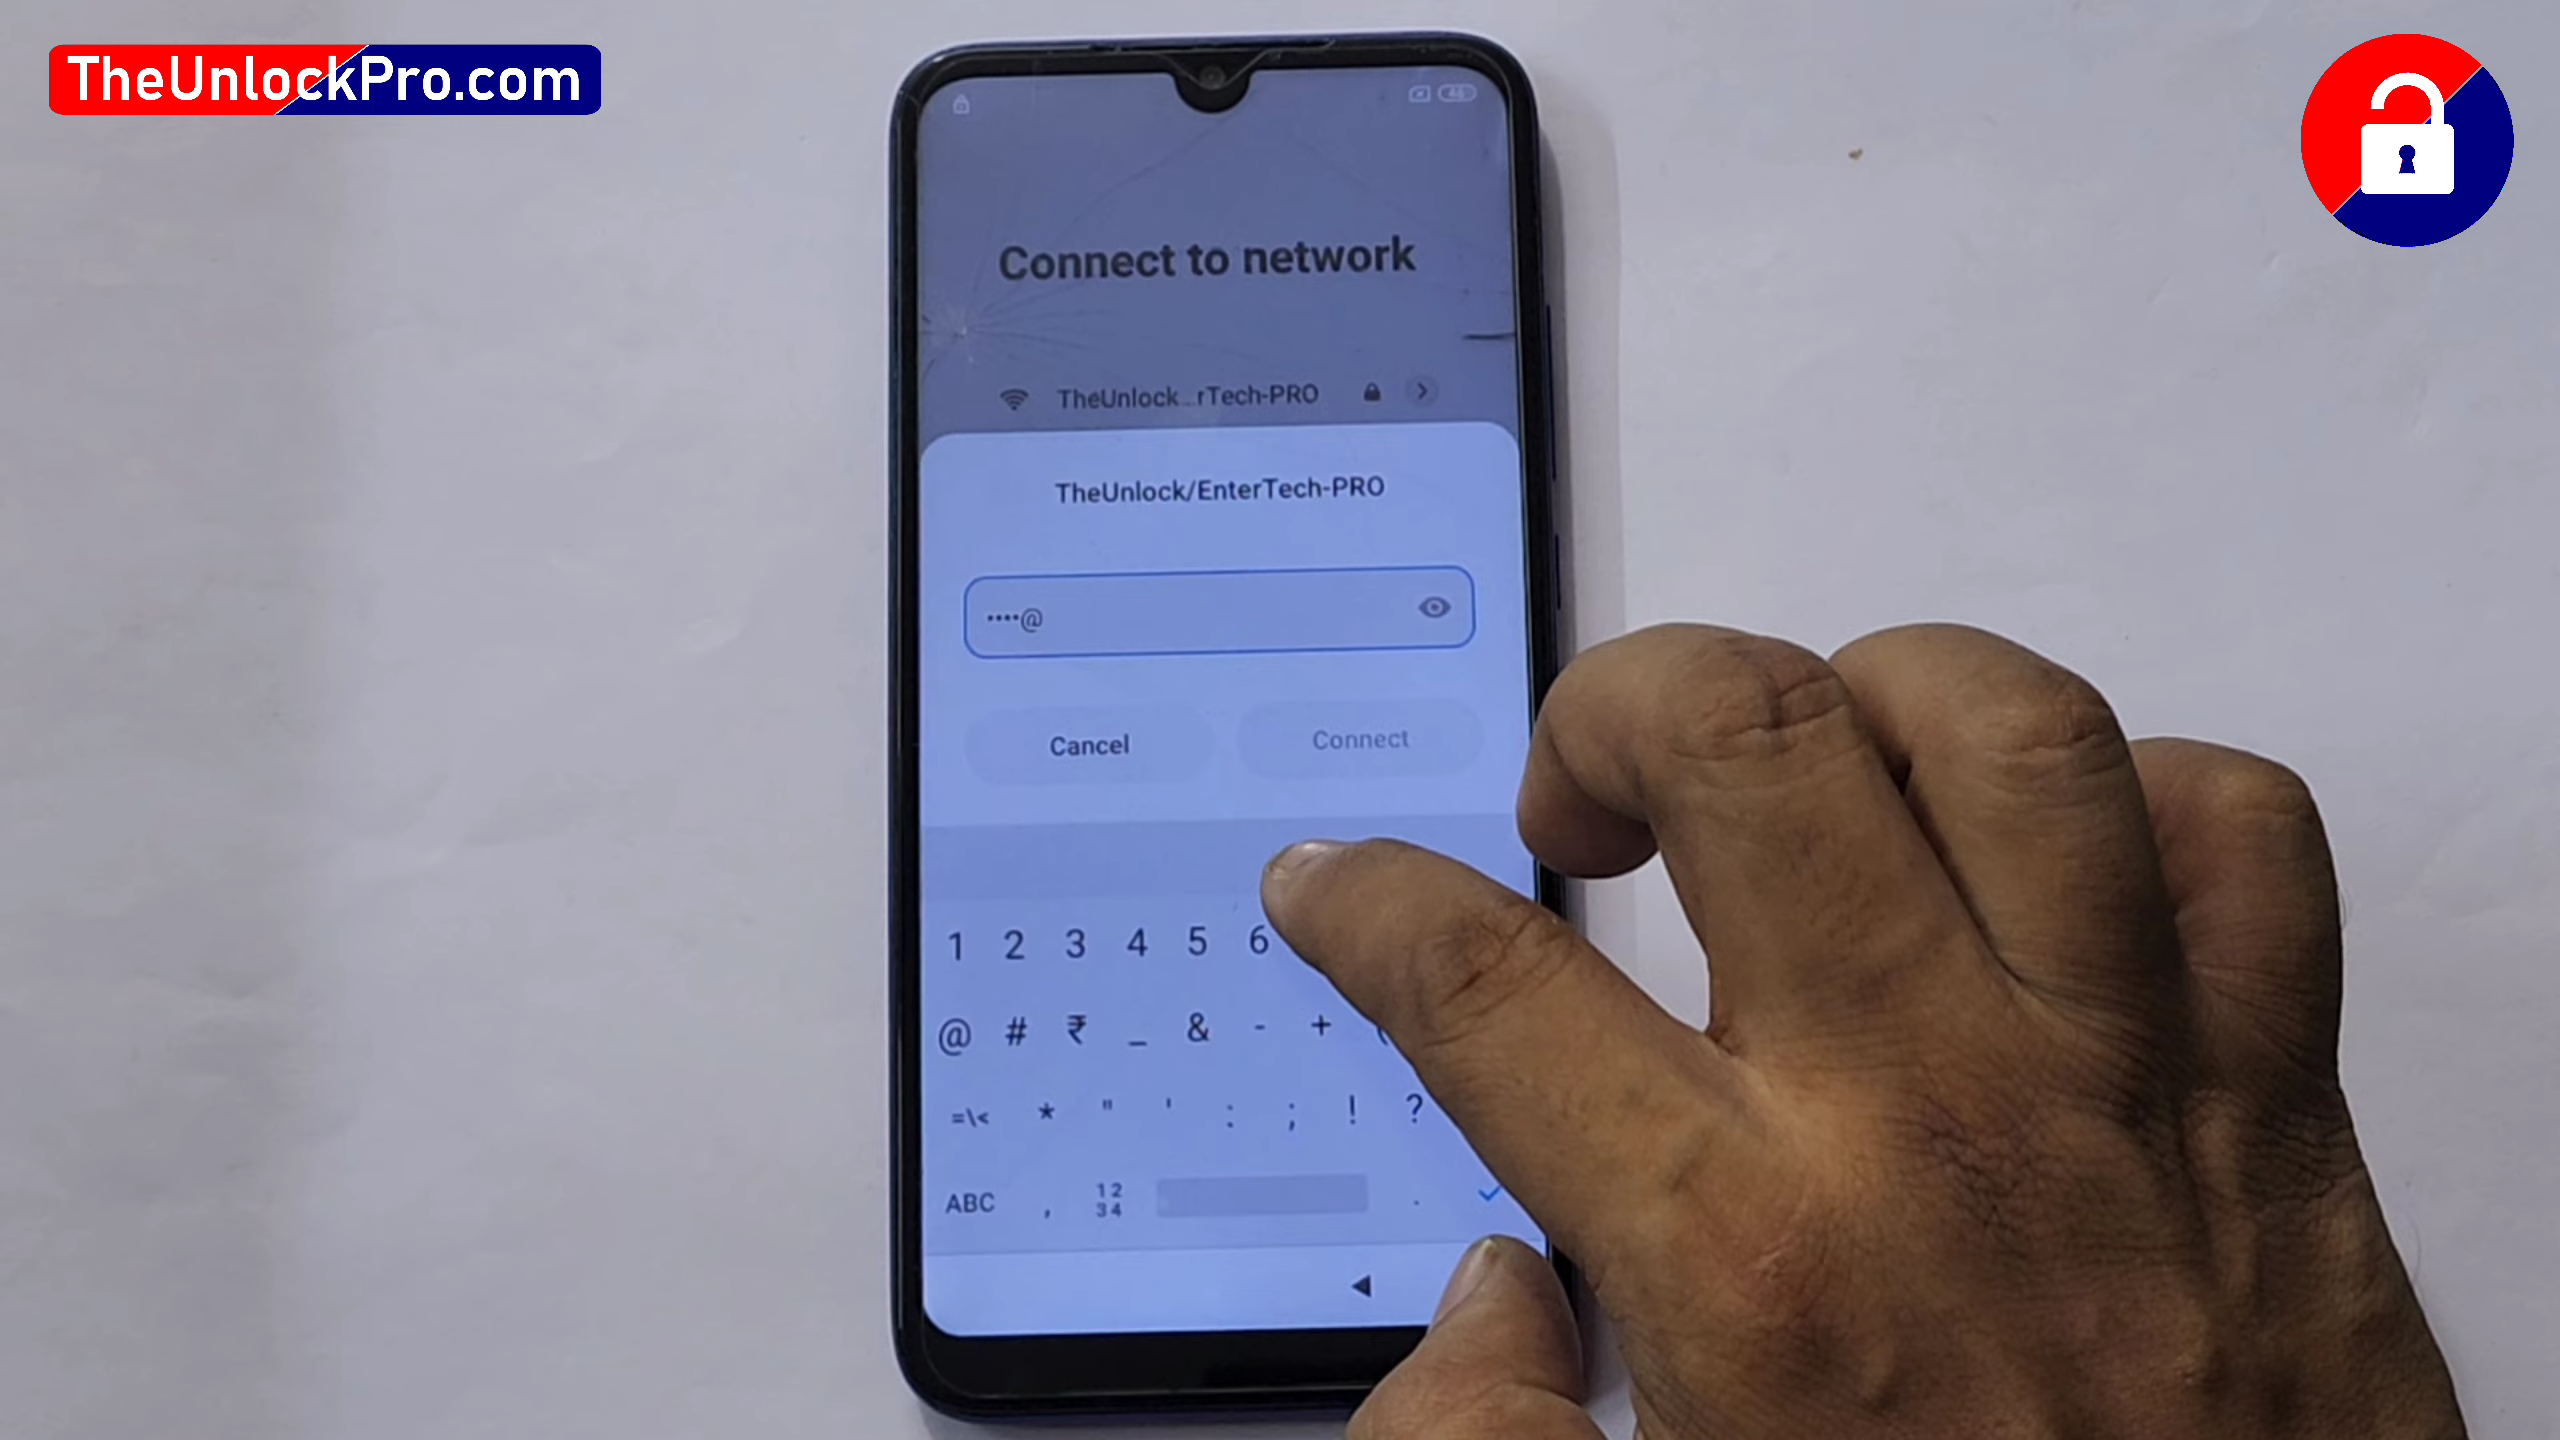 TheUnlockPro.com
46
Connect to network
TheUnlock...rTech-PRO
TheUnlock/EnterTech-PRO
••••@
Cancel
Connect
1 2 3 4 5 6
@ # ₹ _ & - + (
=\< * " ' : ; ! ?
ABC , 12 34 .